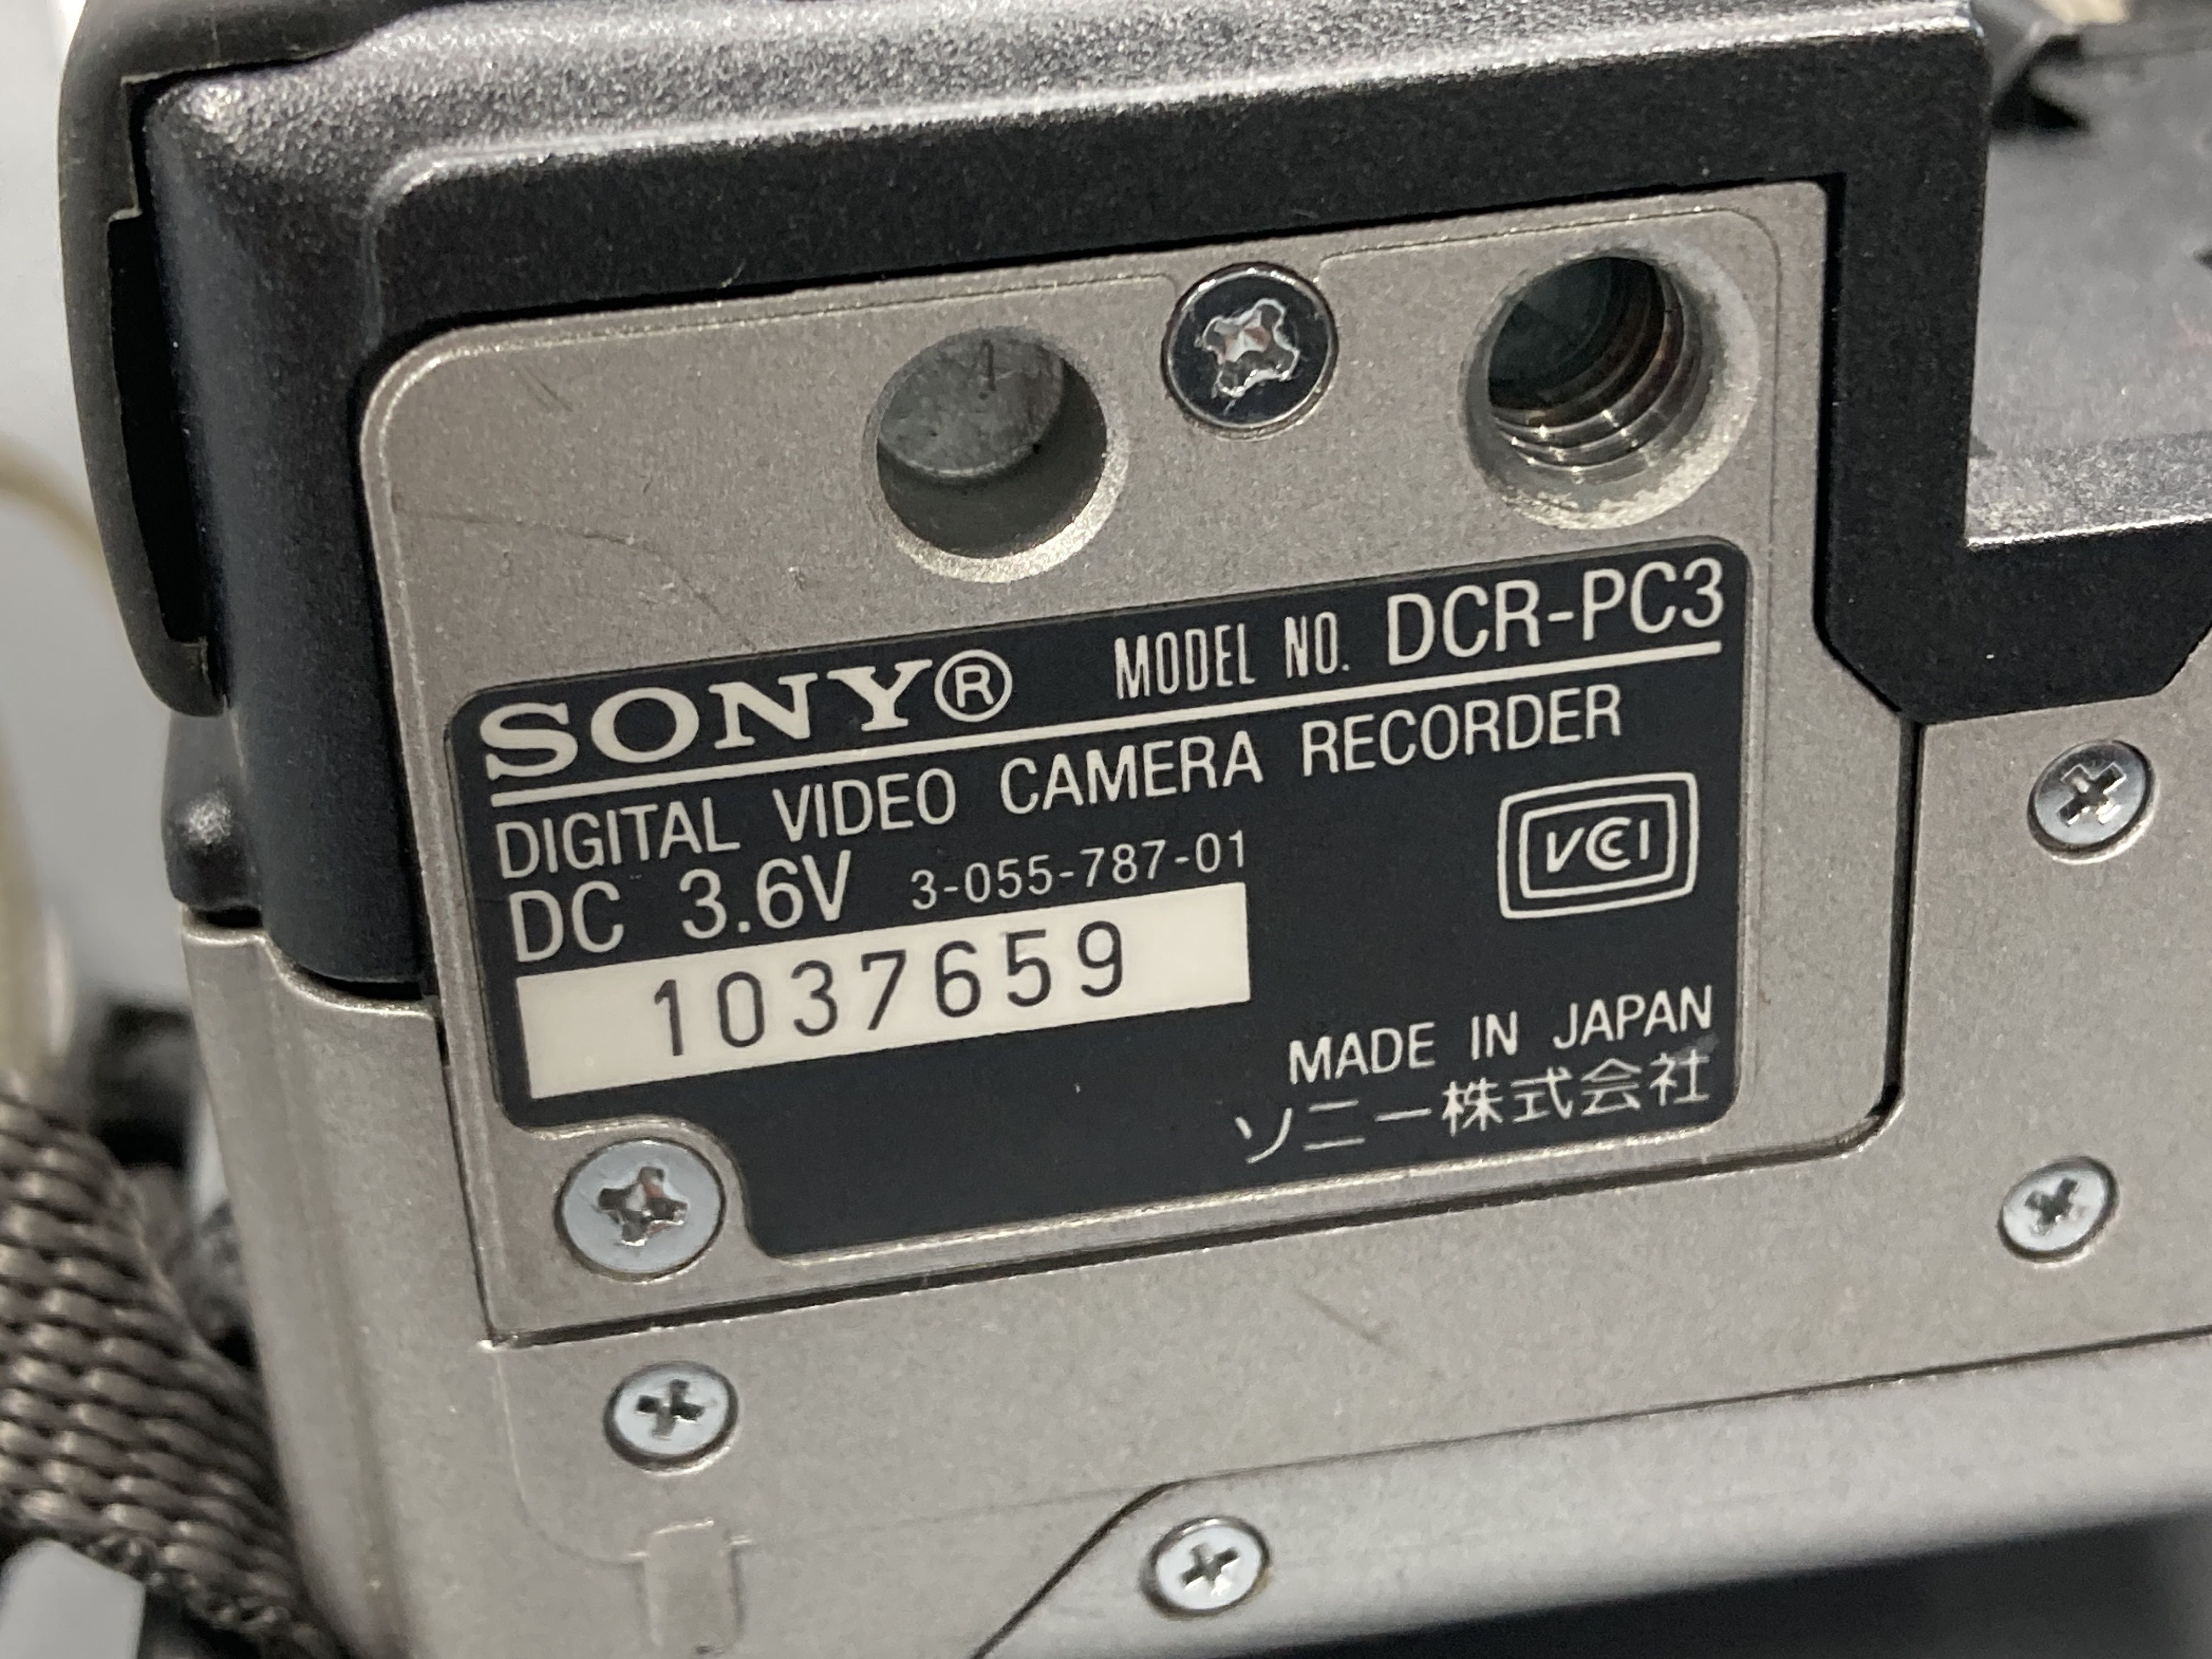 SONY® MODEL NO. DCR-PC3
DIGITAL VIDEO CAMERA RECORDER
DC 3.6V 3-055-787-01
VCCI
1037659
MADE IN JAPAN
ソニー株式会社